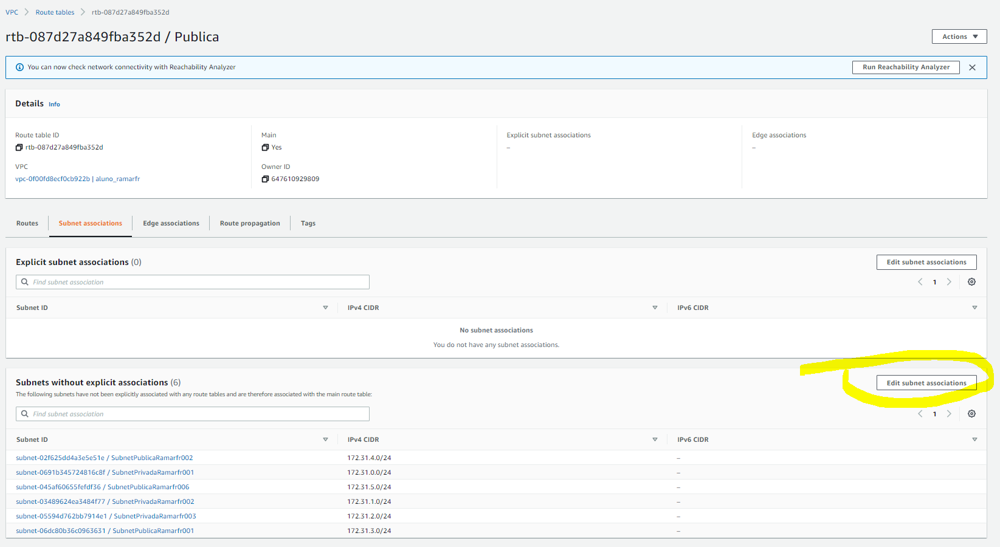 VPC > Route tables > rtb-087d27a849fba352d
rtb-087d27a849fba352d / Publica
Actions
You can now check network connectivity with Reachability Analyzer
Run Reachability Analyzer
Details Info
Route table ID
rtb-087d27a849fba352d
Main
Yes
Explicit subnet associations
–
Edge associations
–
VPC
vpc-0f00fd8ecf0cb922b | aluno_ramarfr
Owner ID
647610929809
Routes Subnet associations Edge associations Route propagation Tags
Explicit subnet associations (0)
Edit subnet associations
Find subnet association
1
Subnet ID IPv4 CIDR IPv6 CIDR
No subnet associations
You do not have any subnet associations.
Subnets without explicit associations (6)
Edit subnet associations
The following subnets have not been explicitly associated with any route tables and are therefore associated with the main route table:
Find subnet association
1
Subnet ID IPv4 CIDR IPv6 CIDR
subnet-02f625dd4a3e5e51e / SubnetPublicaRamarfr002 172.31.4.0/24 –
subnet-0691b345724816c8f / SubnetPrivadaRamarfr001 172.31.0.0/24 –
subnet-045af60655fefdf36 / SubnetPublicaRamarfr006 172.31.5.0/24 –
subnet-03489624ea3484f77 / SubnetPrivadaRamarfr002 172.31.1.0/24 –
subnet-05594d762bb7914e1 / SubnetPrivadaRamarfr003 172.31.2.0/24 –
subnet-06dc80b36c0963631 / SubnetPublicaRamarfr001 172.31.3.0/24 –